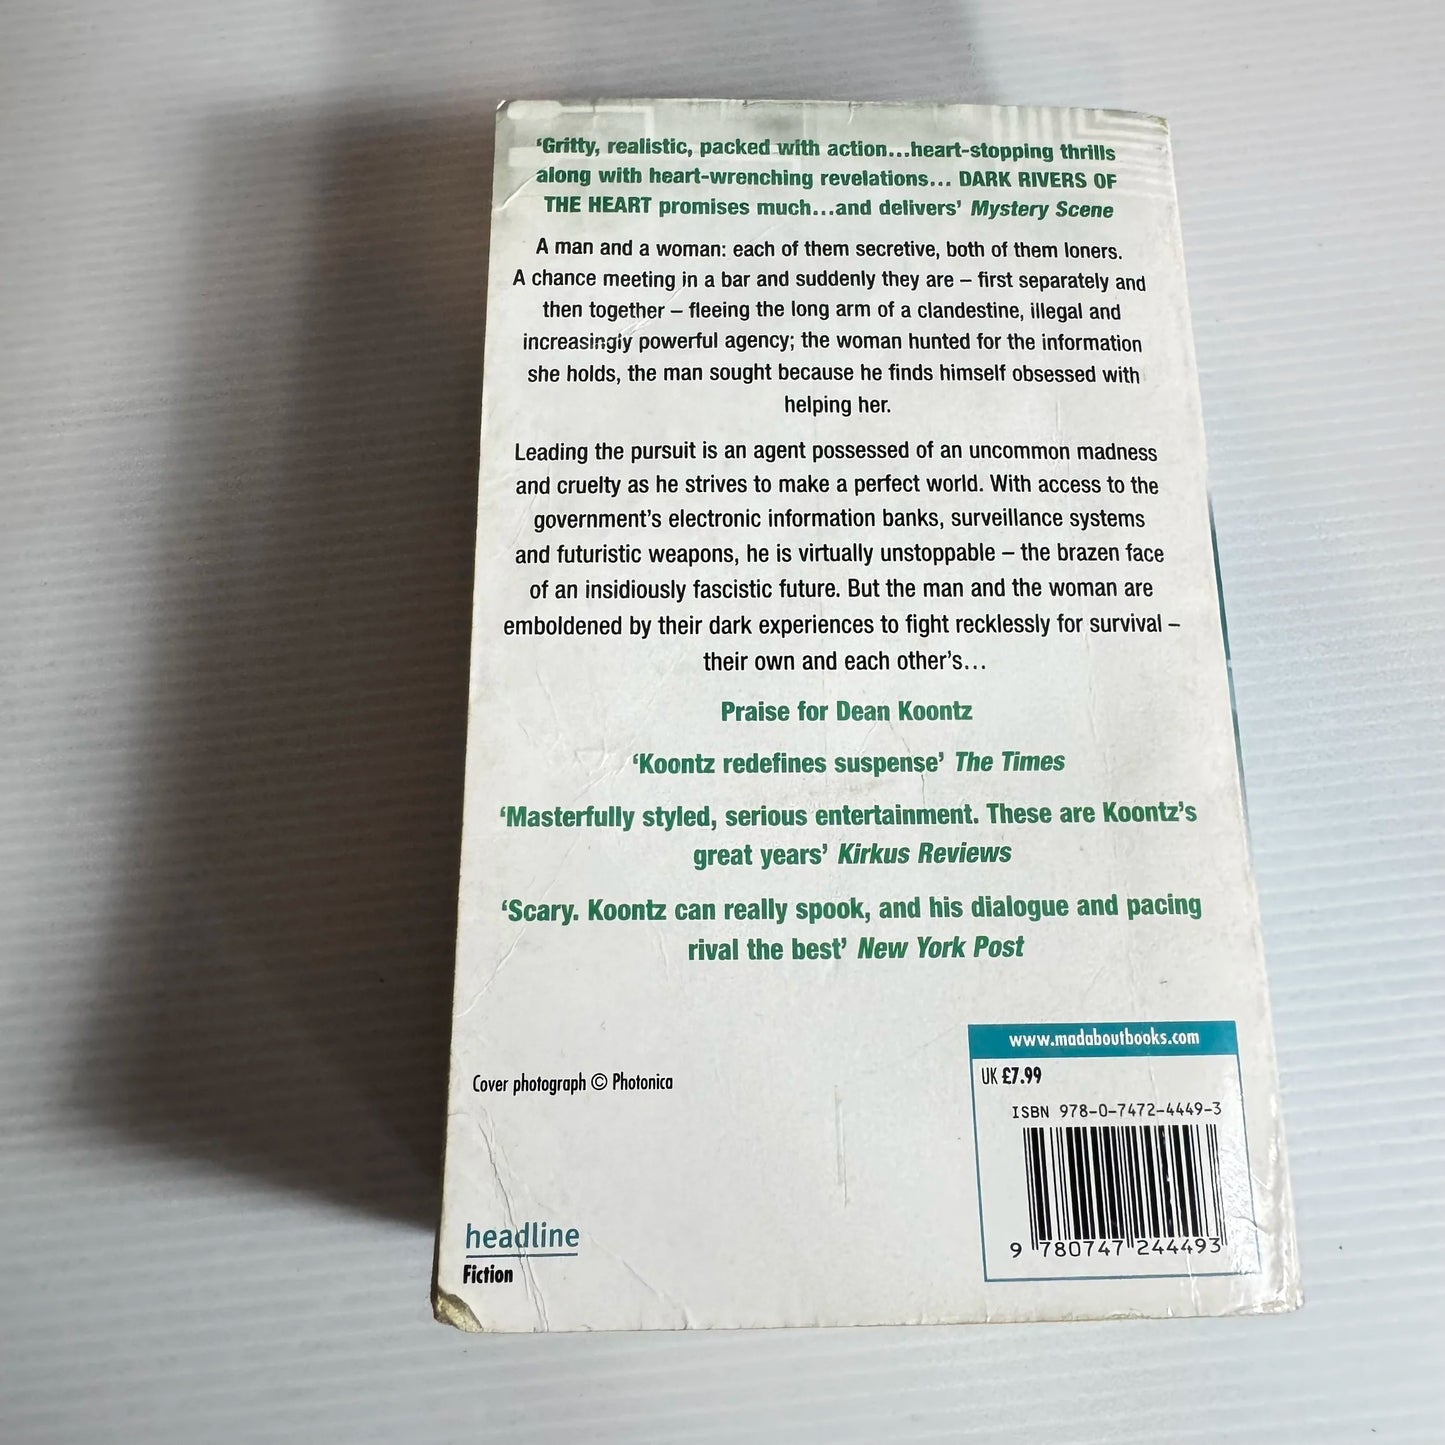 ‘Gritty, realistic, packed with action...heart-stopping thrills
along with heart-wrenching revelations... DARK RIVERS OF
THE HEART promises much...and delivers’ Mystery Scene
A man and a woman: each of them secretive, both of them loners.
A chance meeting in a bar and suddenly they are – first separately and
then together – fleeing the long arm of a clandestine, illegal and
increasingly powerful agency; the woman hunted for the information
she holds, the man sought because he finds himself obsessed with
helping her.
Leading the pursuit is an agent possessed of an uncommon madness
and cruelty as he strives to make a perfect world. With access to the
government’s electronic information banks, surveillance systems
and futuristic weapons, he is virtually unstoppable – the brazen face
of an insidiously fascistic future. But the man and the woman are
emboldened by their dark experiences to fight recklessly for survival –
their own and each other’s...
Praise for Dean Koontz
‘Koontz redefines suspense’ The Times
‘Masterfully styled, serious entertainment. These are Koontz’s
great years’ Kirkus Reviews
‘Scary. Koontz can really spook, and his dialogue and pacing
rival the best’ New York Post
www.madaboutbooks.com
UK £7.99
ISBN 978-0-7472-4449-3
9 780747 244493
Cover photograph © Photonica
headline
Fiction